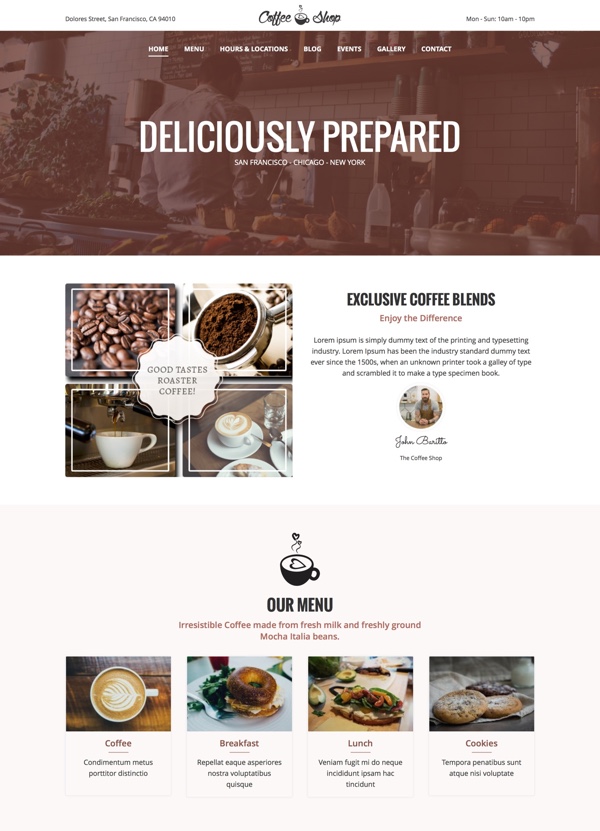 Dolores Street, San Francisco, CA 94010
Coffee Shop
Mon - Sun: 10am - 10pm
HOME MENU HOURS & LOCATIONS BLOG EVENTS GALLERY CONTACT
DELICIOUSLY PREPARED
SAN FRANCISCO - CHICAGO - NEW YORK
GOOD TASTES
ROASTER
COFFEE!
EXCLUSIVE COFFEE BLENDS
Enjoy the Difference
Lorem ipsum is simply dummy text of the printing and typesetting
industry. Lorem Ipsum has been the industry standard dummy text
ever since the 1500s, when an unknown printer took a galley of type
and scrambled it to make a type specimen book.
John Buritto
The Coffee Shop
OUR MENU
Irresistible Coffee made from fresh milk and freshly ground
Mocha Italia beans.
Coffee
Condimentum metus
porttitor distinctio
Breakfast
Repellat eaque asperiores
nostra voluptatibus
quisque
Lunch
Veniam fugit mi do neque
incididunt ipsam hac
tincidunt
Cookies
Tempora penatibus sunt
atque nisi voluptate